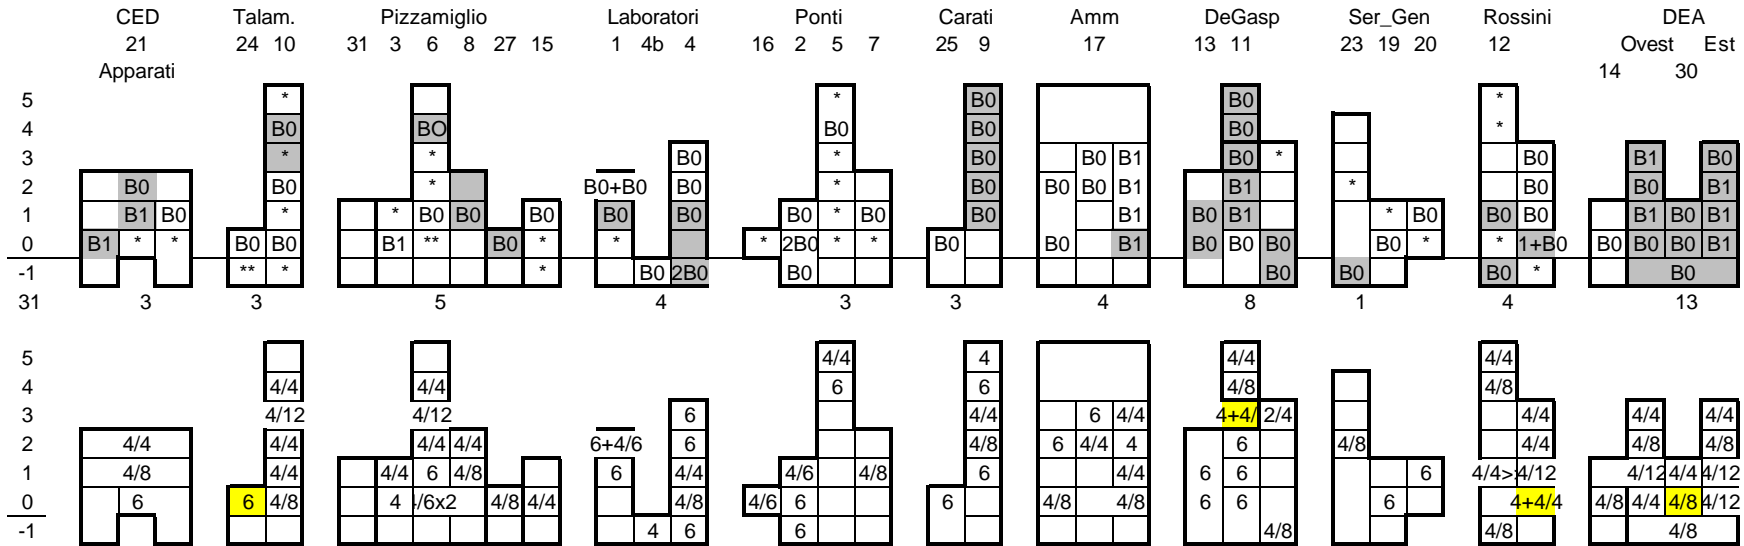 CED Talam. Pizzamiglio Laboratori Ponti Carati Amm DeGasp Ser_Gen Rossini DEA
21 24 10 31 3 6 8 27 15 1 4b 4 16 2 5 7 25 9 17 13 11 23 19 20 12 Ovest Est
Apparati 14 30
5 * * B0 B0 *
4 B0 BO B0 B0 B0 *
3 * * B0 * B0 B0 B1 B0 * B1 B0
2 B0 B0 * B0+B0 B0 * B0 B0 B0 B1 B1 * B0 B0 B1
1 B1 B0 * * B0 B0 B0 B0 B0 B0 * B0 B0 B1 B0 B1 * B0 B0 B0 B1 B0 B1
0 B1 * * B0 B0 B1 ** B0 * * * 2B0 * * B0 B0 B1 B0 B0 B0 B0 * * 1+B0 B0 B0 B0 B1
-1 ** * * B0 2B0 B0 B0 B0 B0 * B0
31 3 3 5 4 3 3 4 8 1 4 13
5 4/4 4 4/4 4/4
4 4/4 4/4 6 6 4/8 4/8
3 4/12 4/12 6 4/4 6 4/4 4+4/ 2/4 4/4 4/4 4/4
2 4/4 4/4 4/4 4/4 6+4/6 6 4/8 6 4/4 4 6 4/8 4/4 4/8 4/8
1 4/8 4/4 4/4 6 4/8 6 4/4 4/6 4/8 6 4/4 6 6 6 4/4> 4/12 4/12 4/4 4/12
0 6 6 4/8 4 /6x2 4/8 4/4 4/8 4/6 6 6 4/8 4/8 6 6 6 4+4/4 4/8 4/4 4/8 4/12
-1 4 6 6 4/8 4/8 4/8